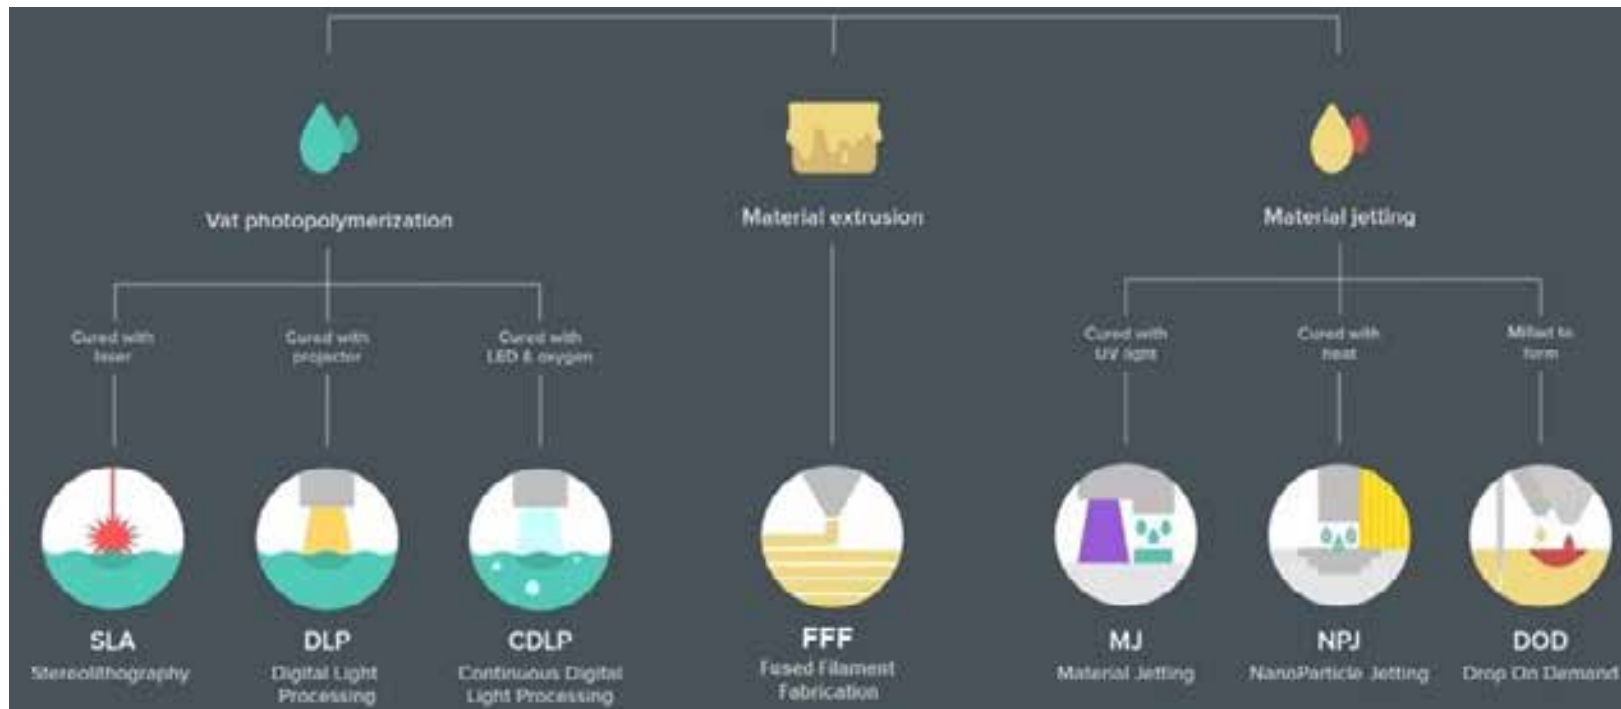 Vat photopolymerization
Material extrusion
Material jetting
Cured with
laser
Cured with
projector
Cured with
LED & oxygen
Cured with
UV light
Cured with
heat
Milled to
form
SLA
Stereolithography
DLP
Digital Light
Processing
CDLP
Continuous Digital
Light Processing
FFF
Fused Filament
Fabrication
MJ
Material Jetting
NPJ
NanoParticle Jetting
DOD
Drop On Demand